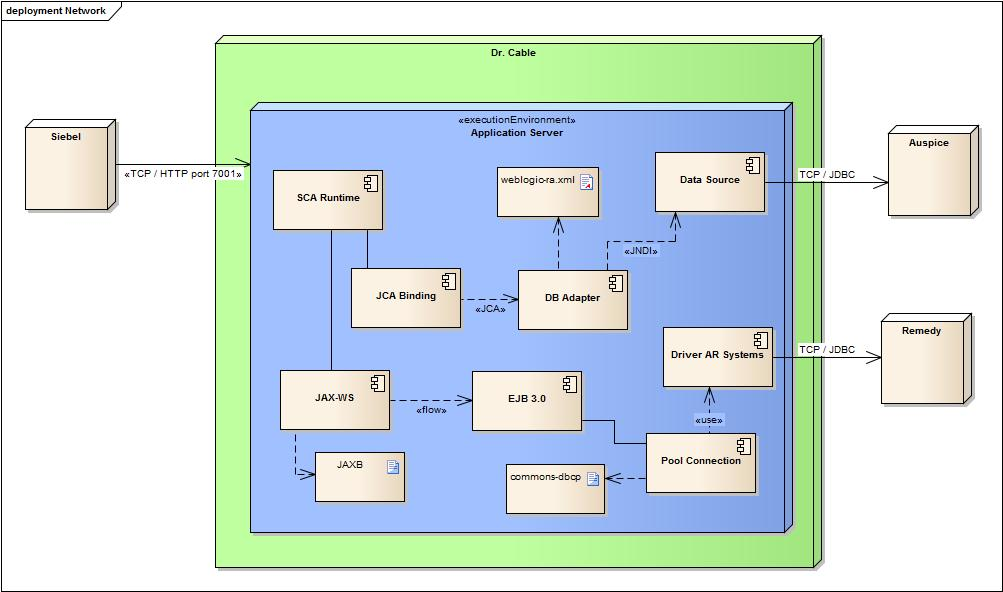 deployment Network
Dr. Cable
«executionEnvironment»
Application Server
Siebel
«TCP / HTTP port 7001»
SCA Runtime
weblogic-ra.xml
Data Source
TCP / JDBC
Auspice
«JNDI»
JCA Binding
«JCA»
DB Adapter
Driver AR Systems
TCP / JDBC
Remedy
JAX-WS
«flow»
EJB 3.0
«use»
Pool Connection
JAXB
commons-dbcp